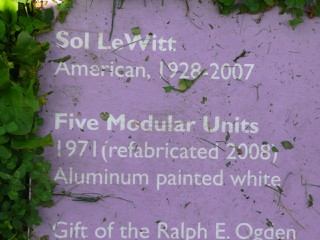 Sol LeWitt
American, 1928-2007
Five Modular Units
1971(refabricated 2008)
Aluminum painted white
Gift of the Ralph E. Ogden